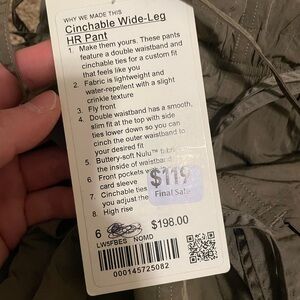 WHY WE MADE THIS
Cinchable Wide-Leg
HR Pant
1. Make them yours. These pants
feature a double waistband and
cinchable ties for a custom fit
that feels like you
2. Fabric is lightweight and
water-repellent with a slight
crinkle texture
3. Fly front
4. Double waistband has a smooth,
slim fit at the top with side
ties lower down so you can
cinch the outer waistband to
your desired fit
5. Buttery-soft Nulu™ fabric
the inside of waistband
6. Front pockets
card sleeve
7. Cinchable ties
you adjust the
8. High rise
$119
Final Sale
6
$198.00
LW5FBES NOMD
000145725082